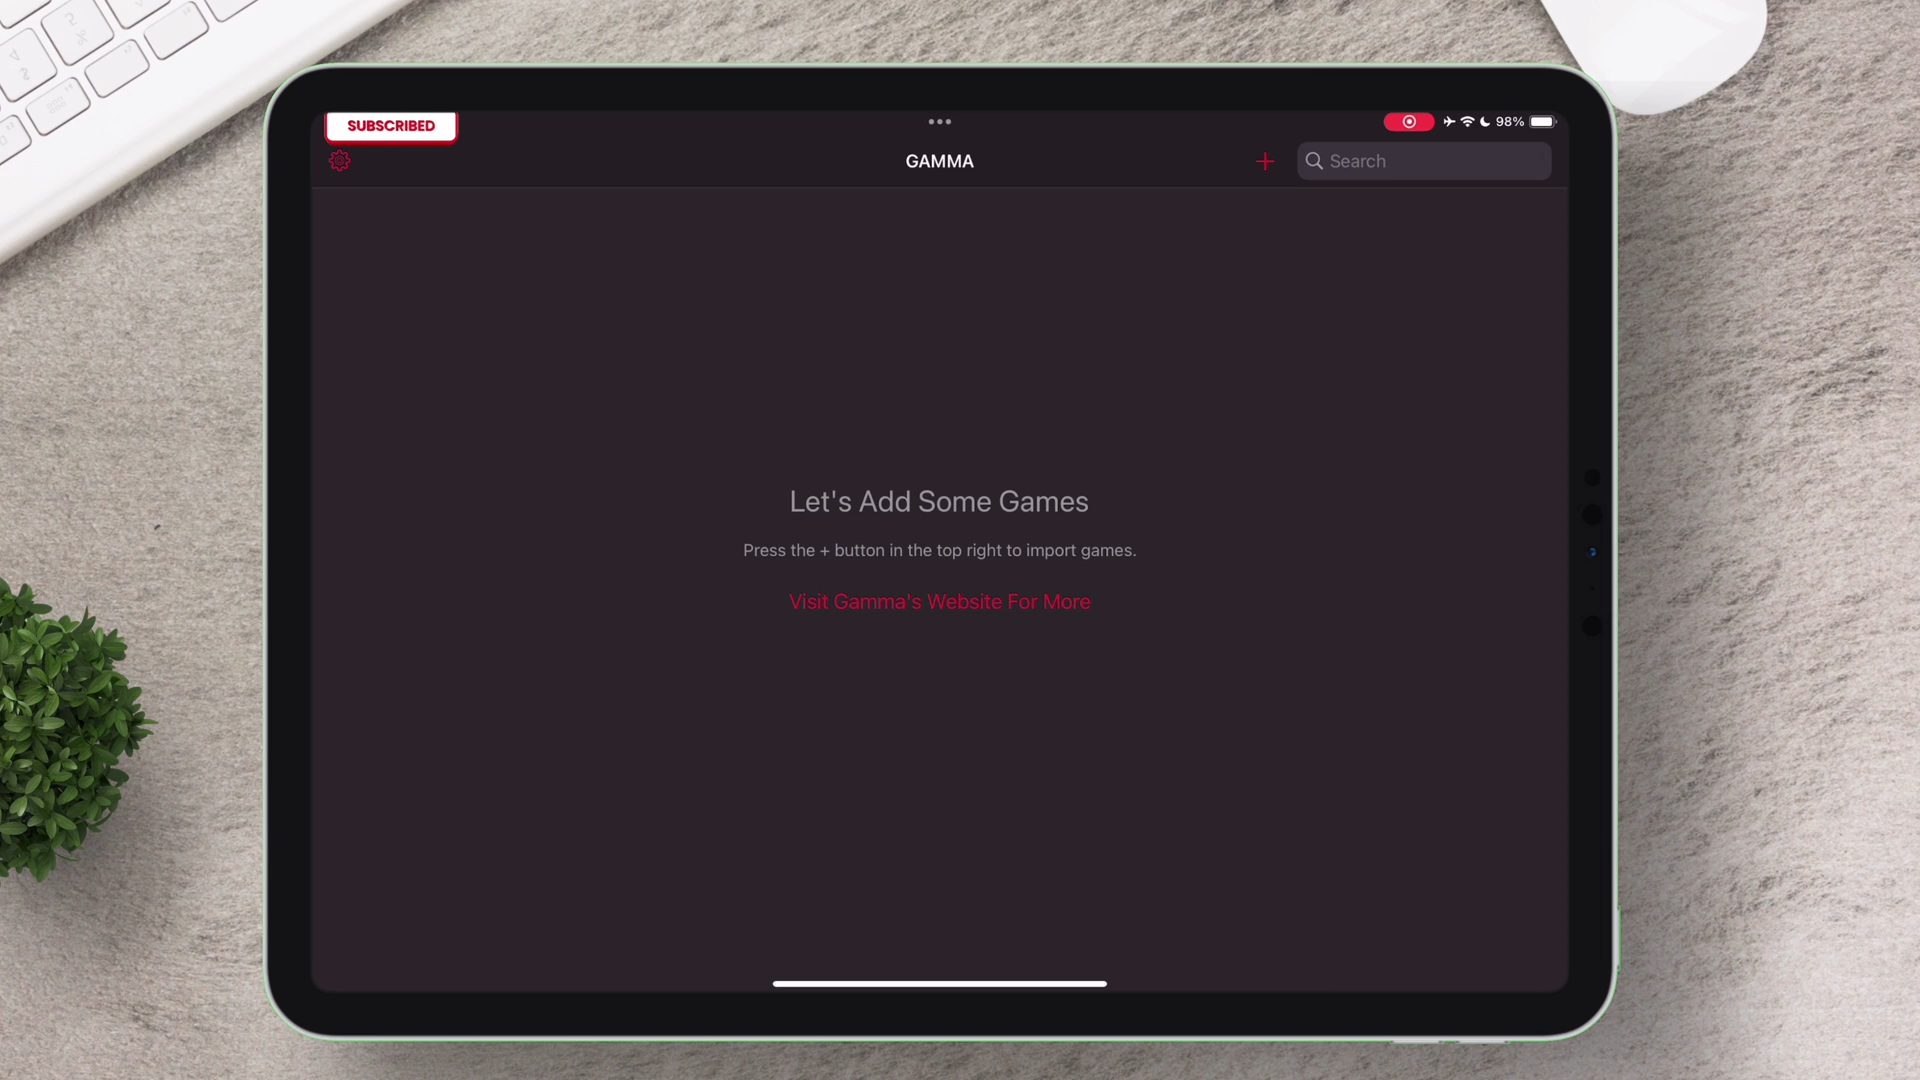 SUBSCRIBED
98%
GAMMA
Search
Let's Add Some Games
Press the + button in the top right to import games.
Visit Gamma's Website For More